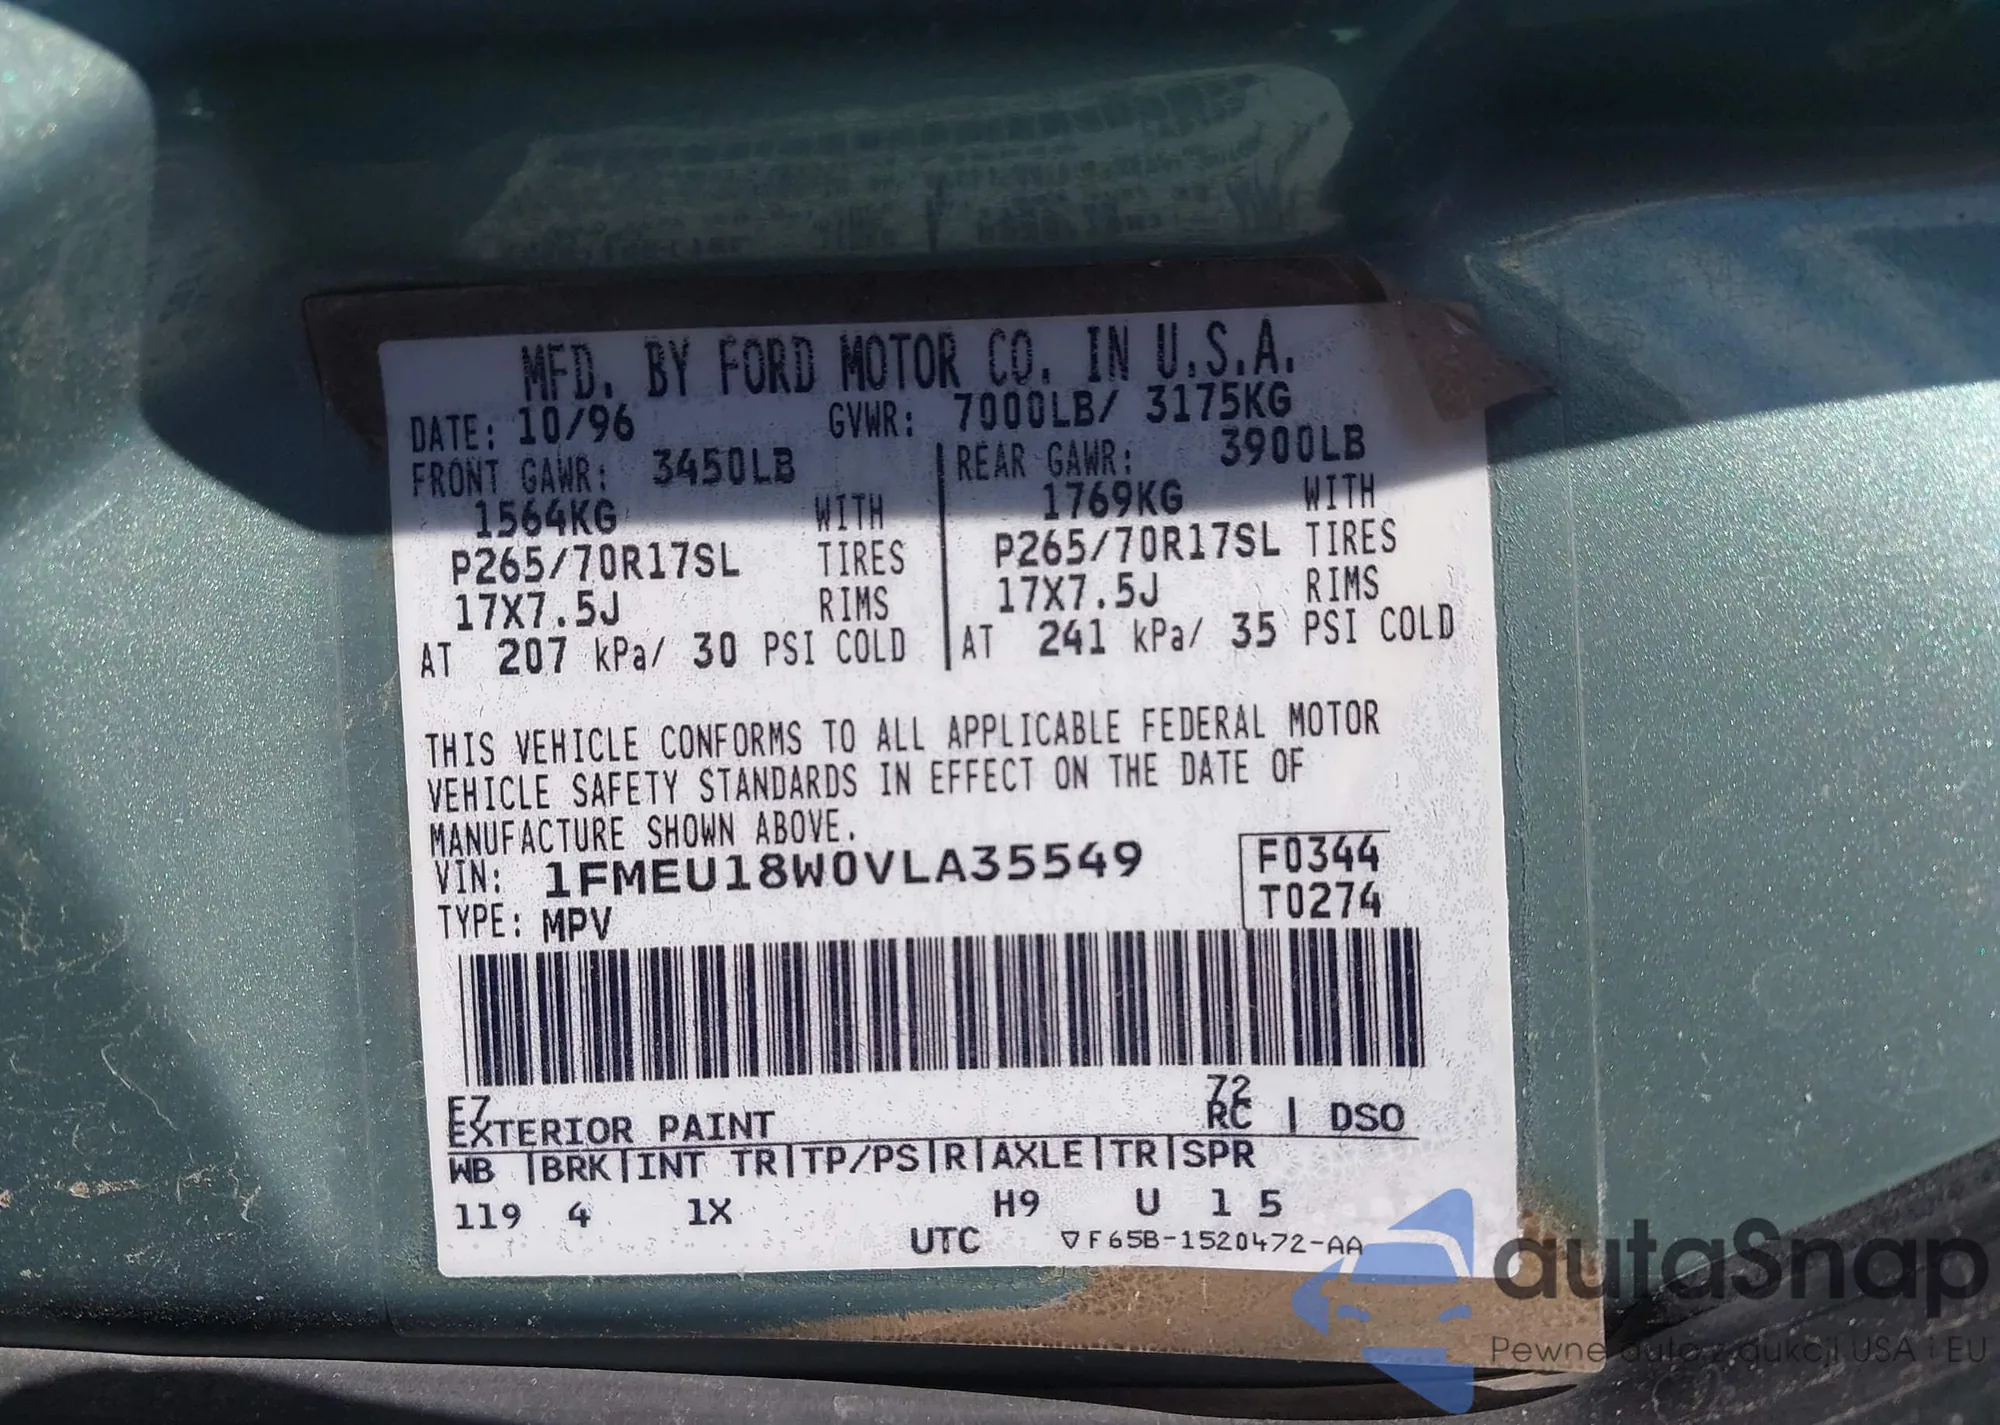 MFD. BY FORD MOTOR CO. IN U.S.A.
DATE: 10/96 GVWR: 7000LB/ 3175KG
FRONT GAWR: 3450LB REAR GAWR: 3900LB
1564KG WITH 1769KG WITH
P265/70R17SL TIRES P265/70R17SL TIRES
17X7.5J RIMS 17X7.5J RIMS
AT 207 kPa/ 30 PSI COLD AT 241 kPa/ 35 PSI COLD
THIS VEHICLE CONFORMS TO ALL APPLICABLE FEDERAL MOTOR
VEHICLE SAFETY STANDARDS IN EFFECT ON THE DATE OF
MANUFACTURE SHOWN ABOVE.
VIN: 1FMEU18W0VLA35549 F0344
TYPE: MPV T0274
E7 72
EXTERIOR PAINT RC | DSO
WB |BRK|INT TR|TP/PS|R|AXLE|TR|SPR
119 4 1X H9 U 1 5
UTC ▽F65B-1520472-AA
autaSnap
Pewne auta z aukcji USA i EU